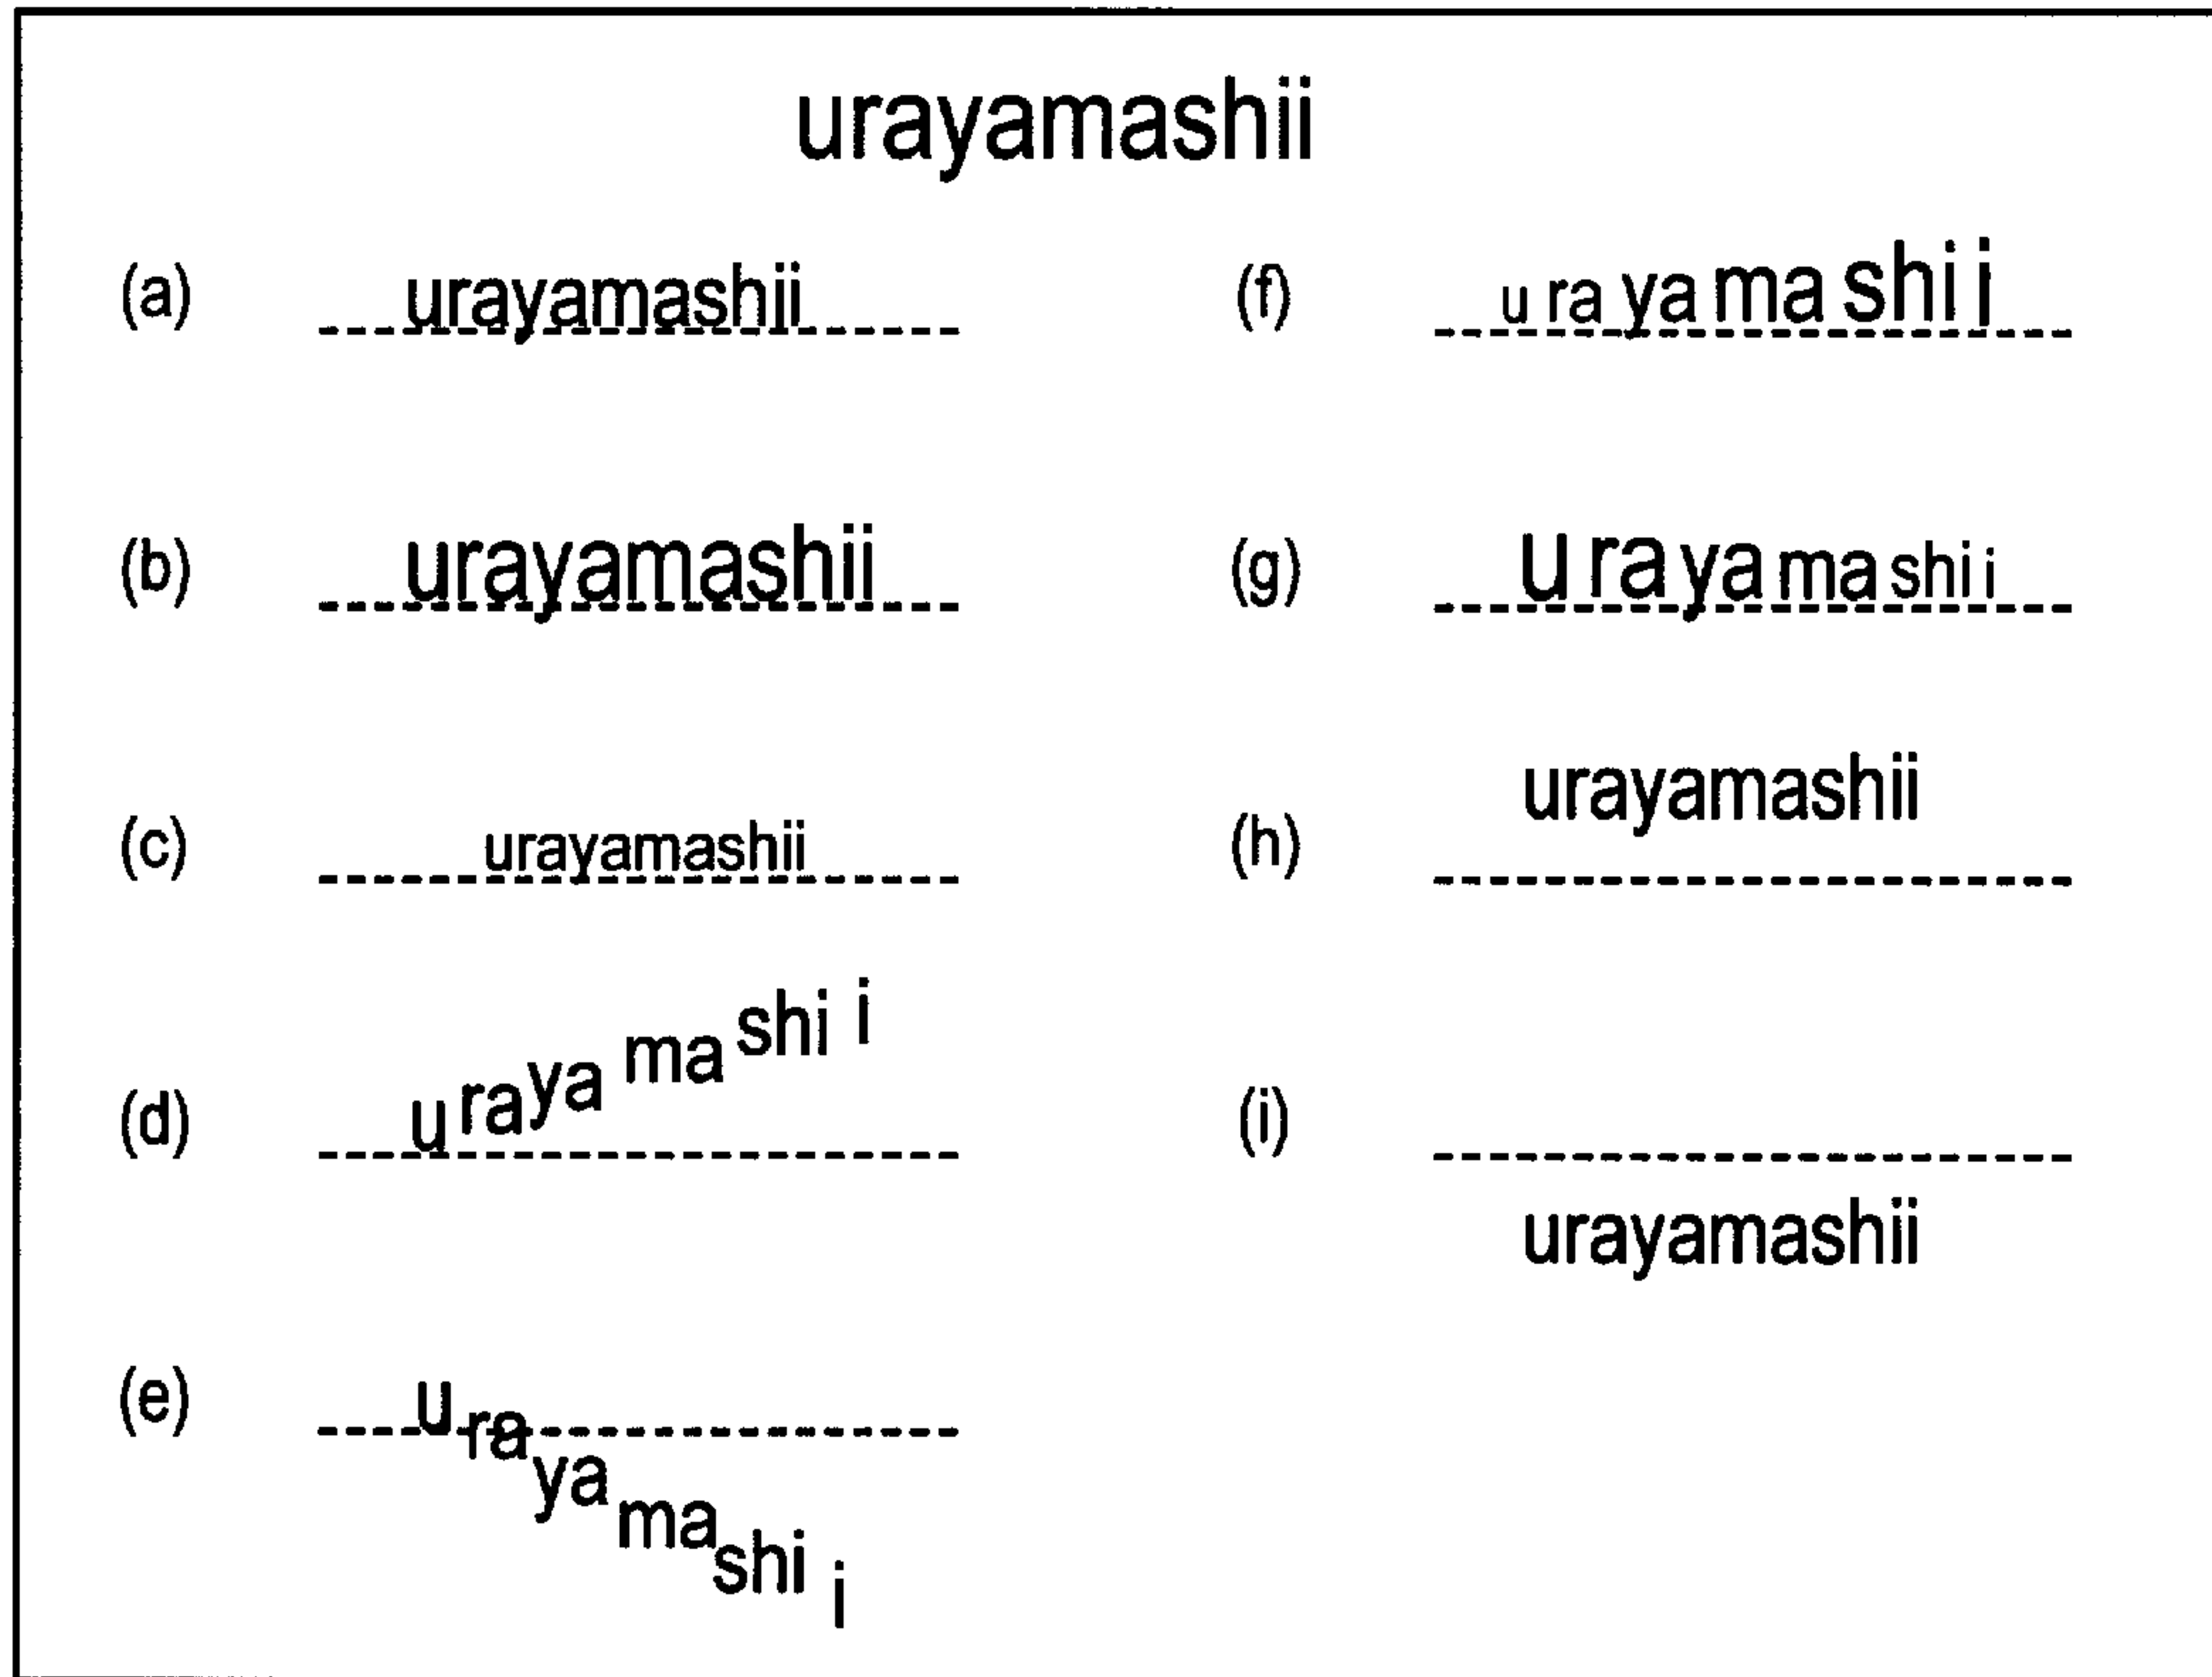 urayamashii
(a) urayamashii
(b) urayamashii
(c) urayamashii
(d) u ra ya ma shi i
(e) u ra ya ma shi i
(f) u ra ya ma shi i
(g) u ra ya ma shi i
(h) urayamashii
(i) urayamashii